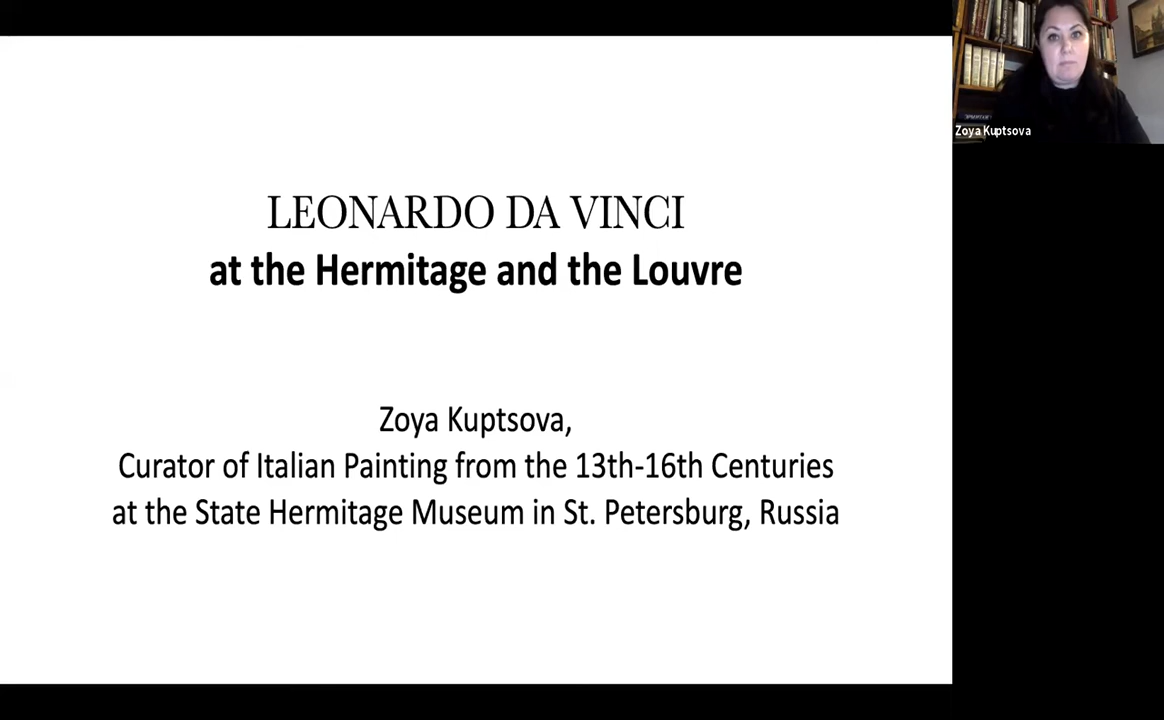 LEONARDO DA VINCI
at the Hermitage and the Louvre
Zoya Kuptsova,
Curator of Italian Painting from the 13th-16th Centuries
at the State Hermitage Museum in St. Petersburg, Russia
Zoya Kuptsova